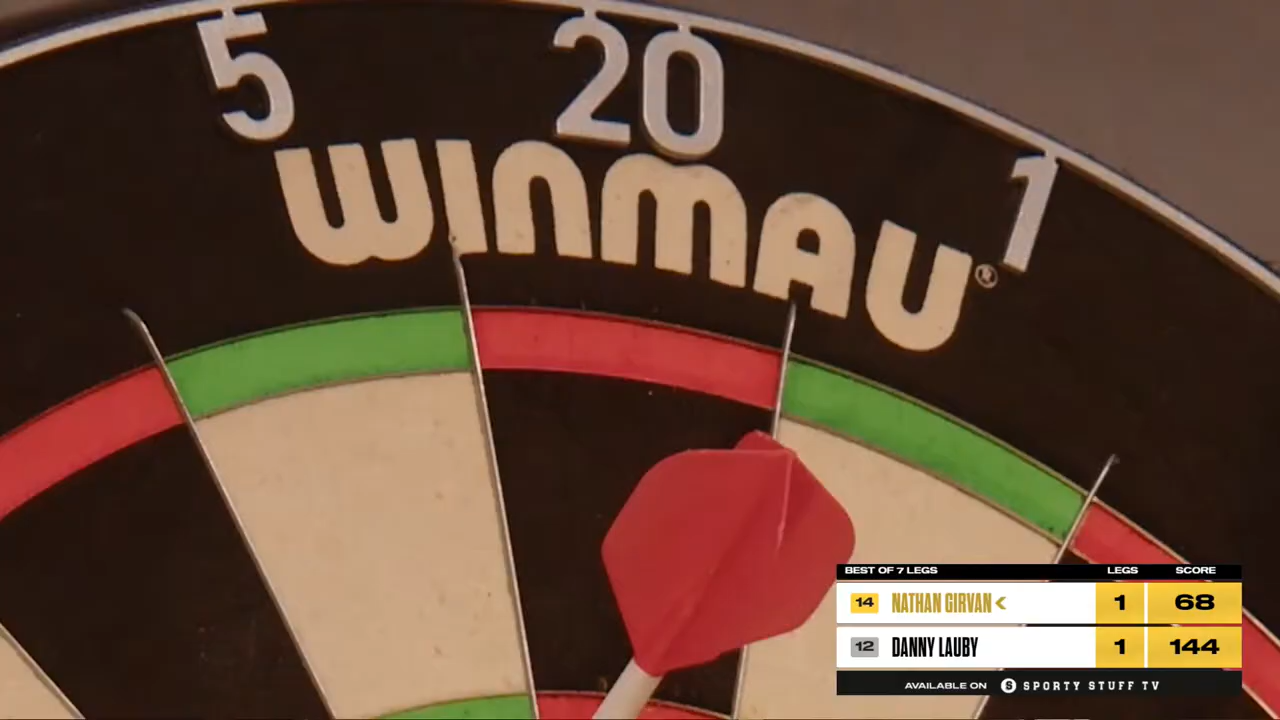 5 20 1
WINMAU®
BEST OF 7 LEGS LEGS SCORE
14 NATHAN GIRVAN 1 68
12 DANNY LAUBY 1 144
AVAILABLE ON S SPORTY STUFF TV